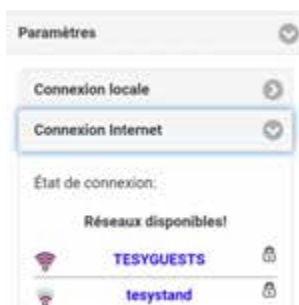 Paramètres
Connexion locale
Connexion Internet
État de connexion:
Réseaux disponibles!
TESYGUESTS
tesystand